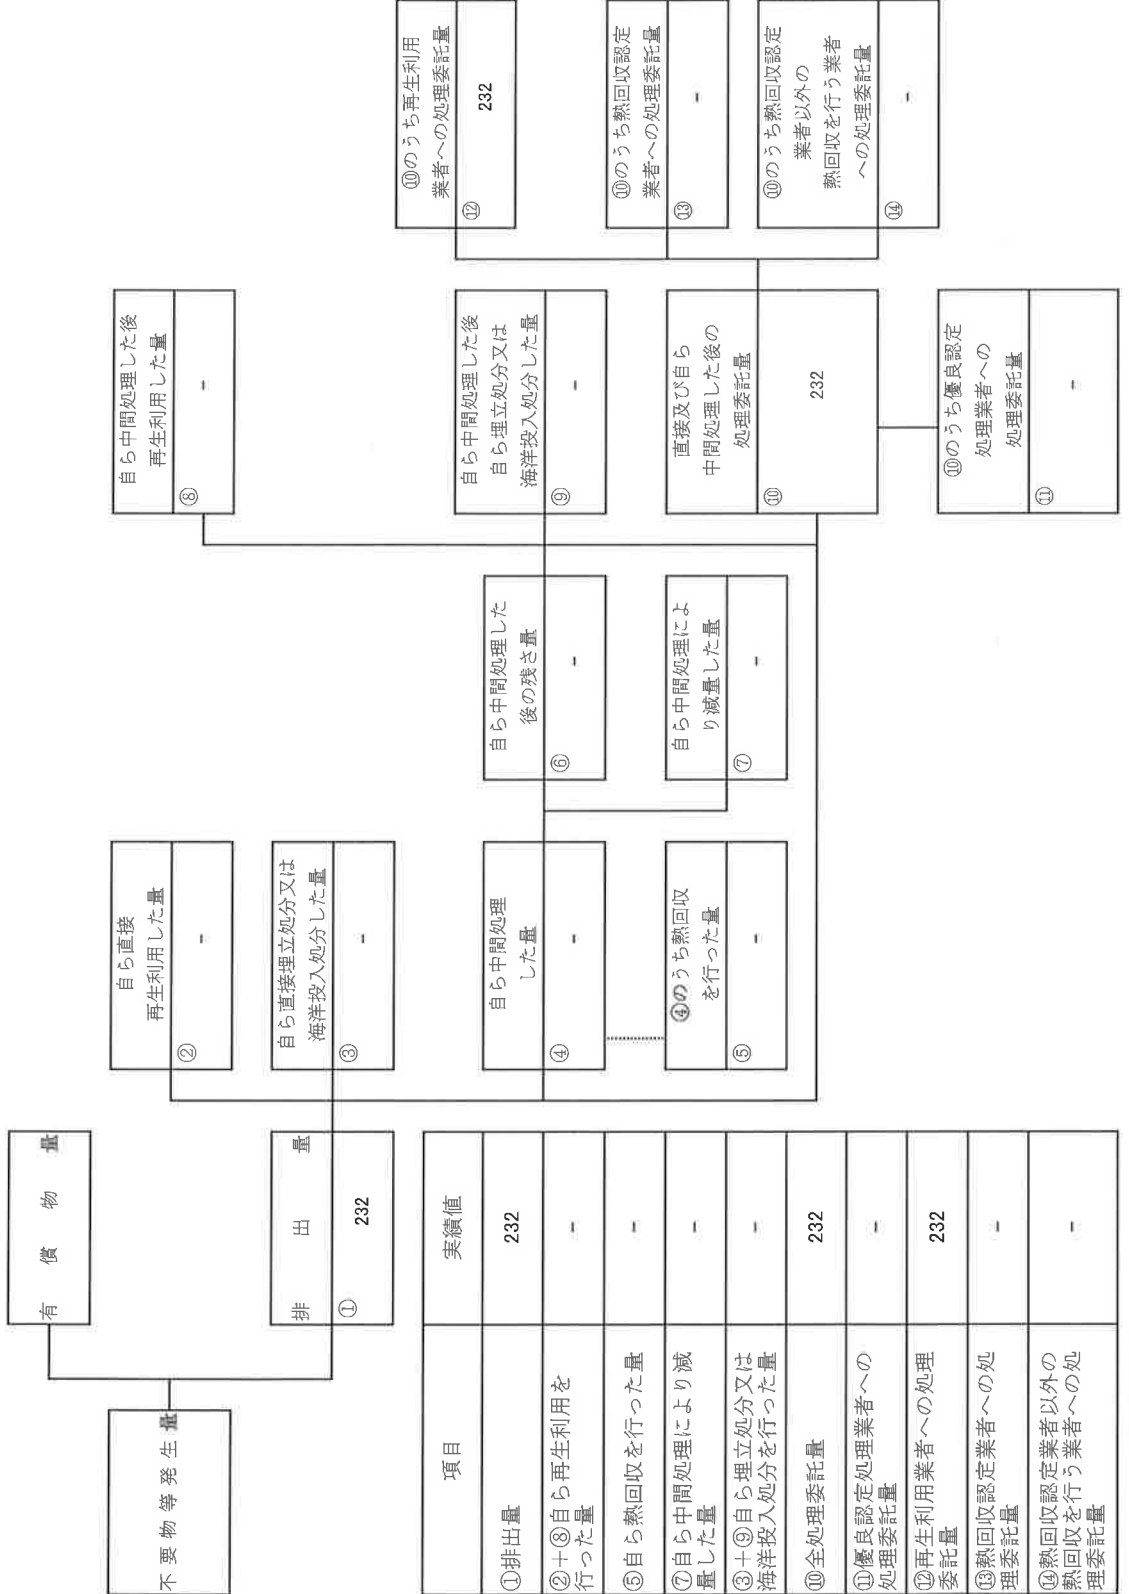 不要物等発生量
有償物量
排出量
①
232
自ら直接
再生利用した量
②
-
自ら直接埋立処分又は
海洋投入処分した量
③
-
自ら中間処理
した量
④
-
④のうち熱回収
を行った量
⑤
-
自ら中間処理した
後の残さ量
⑥
-
自ら中間処理によ
り減量した量
⑦
-
自ら中間処理した後
再生利用した量
⑧
-
自ら中間処理した後
自ら埋立処分又は
海洋投入処分した量
⑨
-
直接及び自ら
中間処理した後の
処理委託量
⑩
232
⑩のうち優良認定
処理業者への
処理委託量
⑪
-
⑩のうち再生利用
業者への処理委託量
⑫
232
⑩のうち熱回収認定
業者への処理委託量
⑬
-
⑩のうち熱回収認定
業者以外の
熱回収を行う業者
への処理委託量
⑭
-
項目 実績値
①排出量 232
②+⑧自ら再生利用を
行った量 -
⑤自ら熱回収を行った量 -
⑦自ら中間処理により減
量した量 -
③+⑨自ら埋立処分又は
海洋投入処分を行った量 -
⑩全処理委託量 232
⑪優良認定処理業者への
処理委託量 -
⑫再生利用業者への処理
委託量 232
⑬熱回収認定業者への処
理委託量 -
⑭熱回収認定業者以外の
熱回収を行う業者への処
理委託量 -